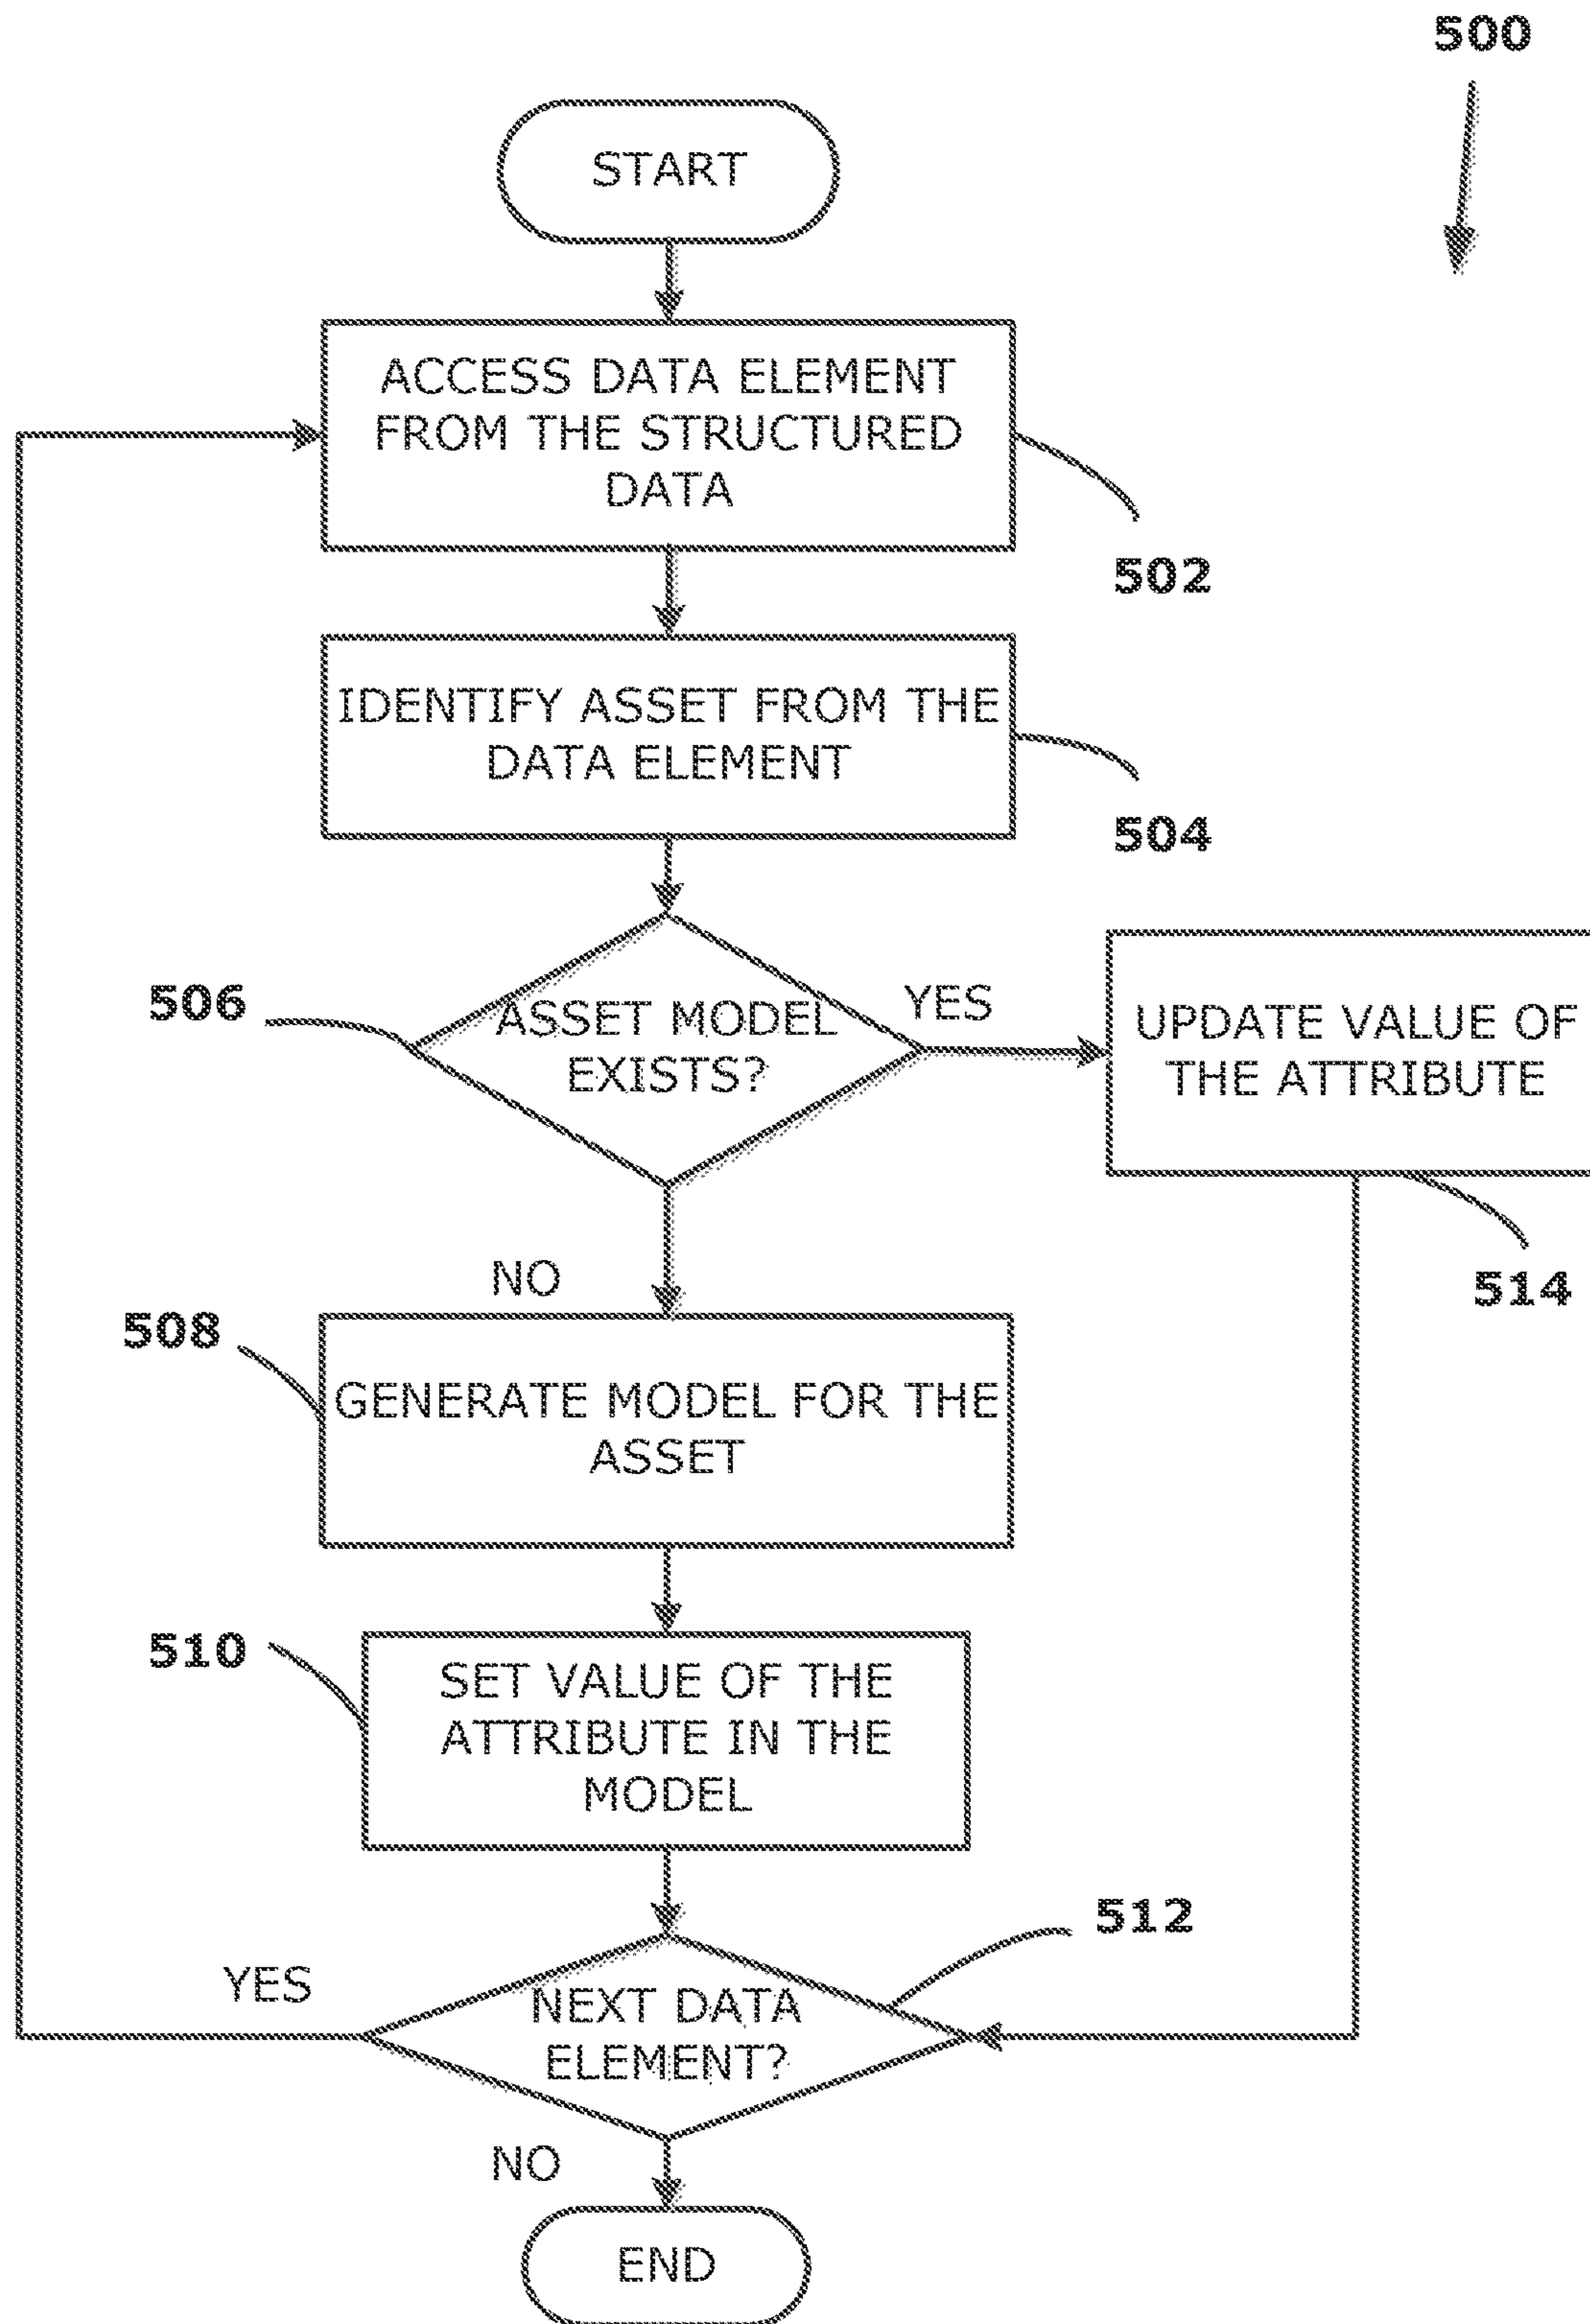 500
START
ACCESS DATA ELEMENT
FROM THE STRUCTURED
DATA
502
IDENTIFY ASSET FROM THE
DATA ELEMENT
504
506
ASSET MODEL
EXISTS?
YES
UPDATE VALUE OF
THE ATTRIBUTE
514
NO
508
GENERATE MODEL FOR THE
ASSET
510
SET VALUE OF THE
ATTRIBUTE IN THE
MODEL
512
YES
NEXT DATA
ELEMENT?
NO
END